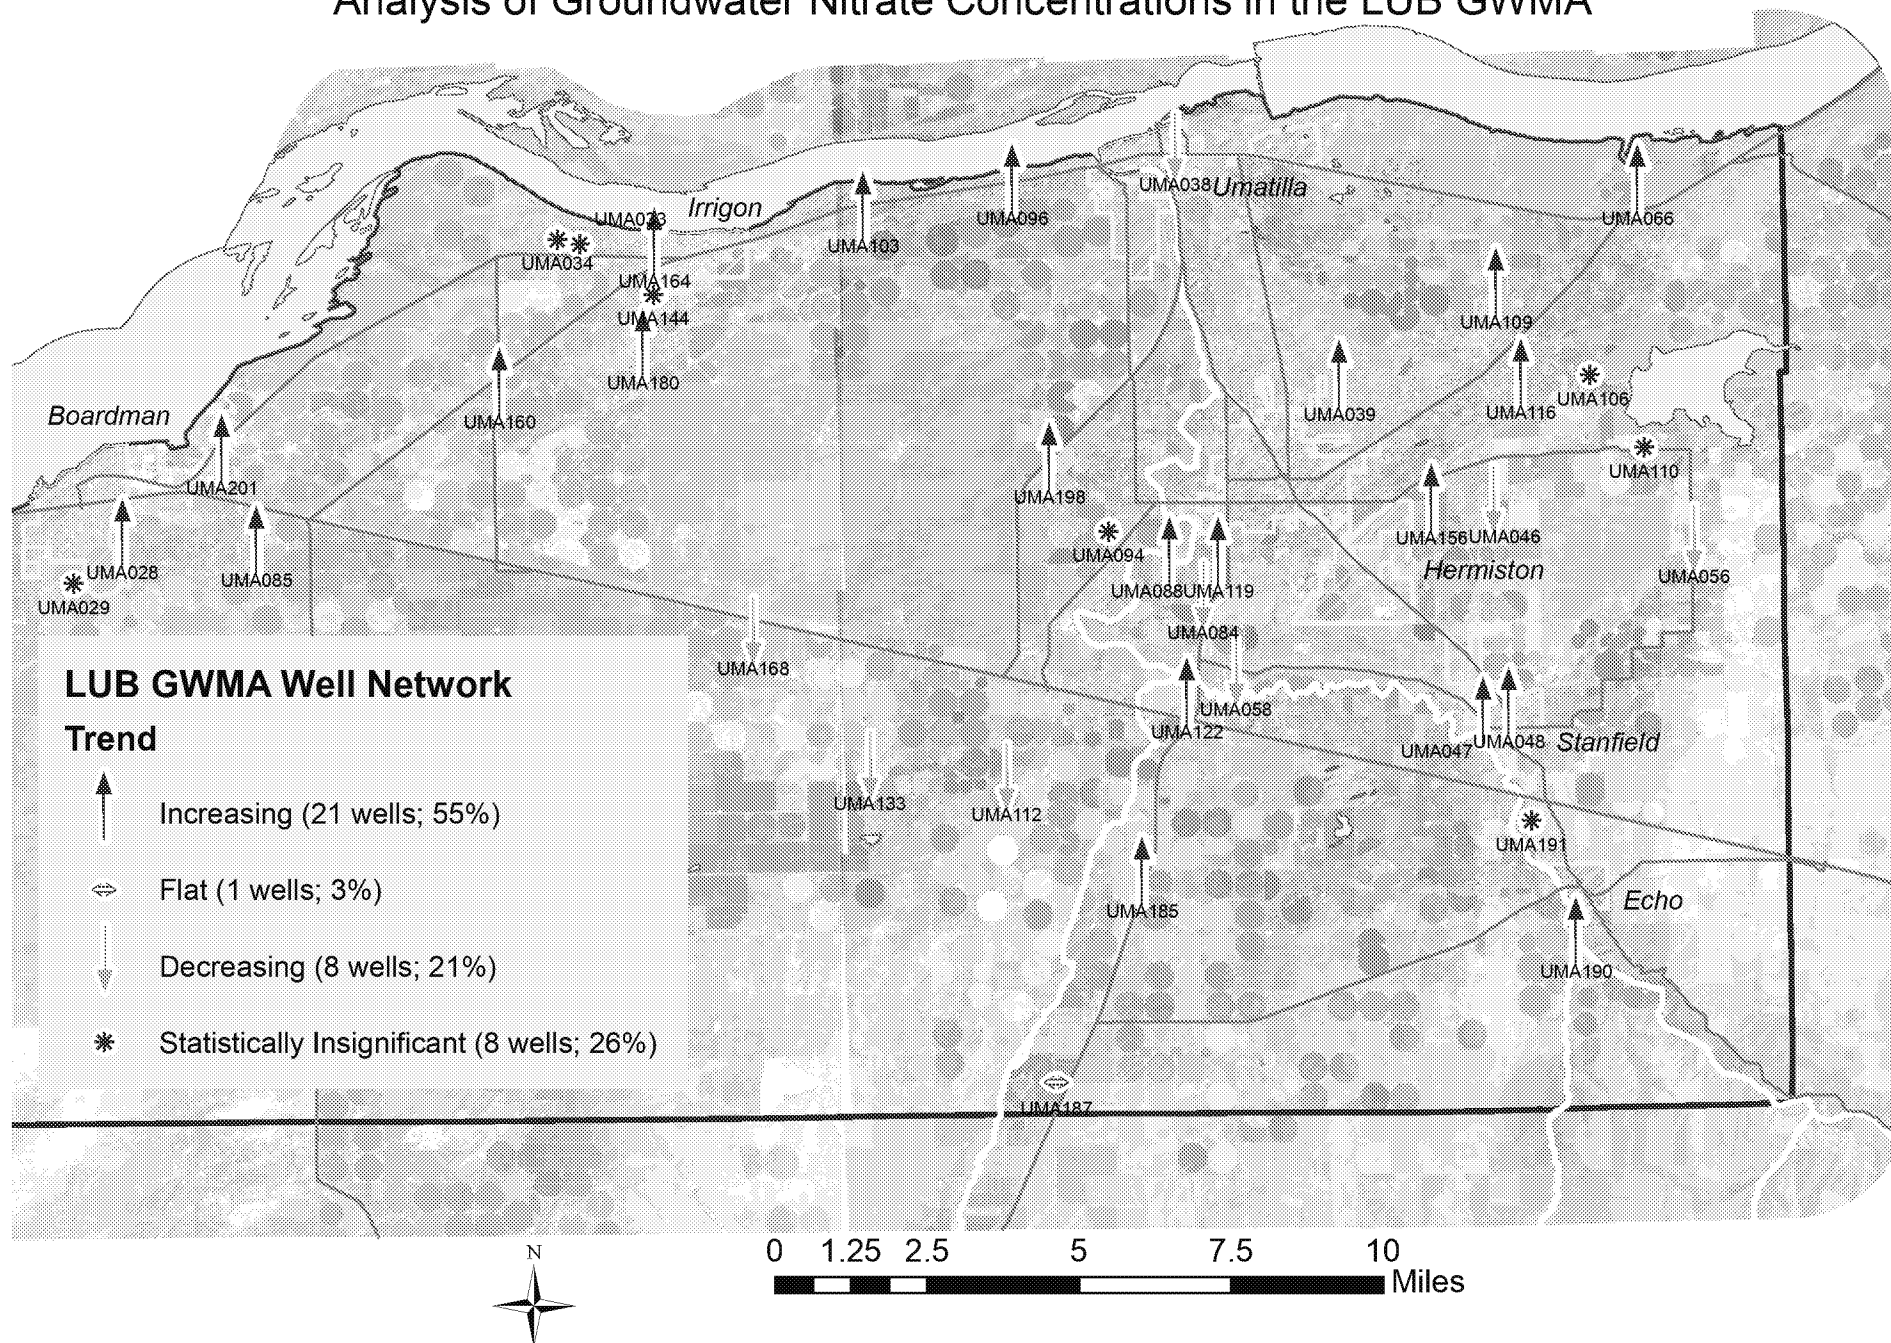 Analysis of Groundwater Nitrate Concentrations in the LUB GWMA
UMA038
Umatilla
Irrigon
UMA033
UMA096
UMA066
UMA103
UMA034
UMA164
UMA144
UMA109
UMA180
UMA160
UMA039
UMA116
UMA106
Boardman
UMA201
UMA198
UMA110
UMA156
UMA046
UMA094
UMA028
UMA085
Hermiston
UMA056
UMA029
UMA088
UMA119
UMA084
UMA168
UMA058
UMA122
UMA047
UMA048
Stanfield
UMA133
UMA112
UMA191
UMA185
Echo
UMA190
UMA187
LUB GWMA Well Network
Trend
Increasing (21 wells; 55%)
Flat (1 wells; 3%)
Decreasing (8 wells; 21%)
Statistically Insignificant (8 wells; 26%)
N
0 1.25 2.5 5 7.5 10
Miles